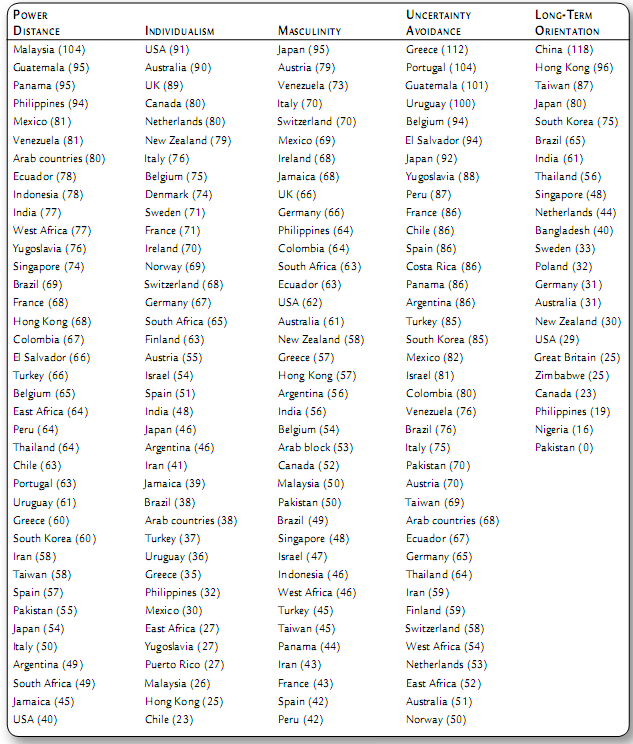 POWER DISTANCE INDIVIDUALISM MASCULINITY UNCERTAINTY AVOIDANCE LONG-TERM ORIENTATION
Malaysia (104) USA (91) Japan (95) Greece (112) China (118)
Guatemala (95) Australia (90) Austria (79) Portugal (104) Hong Kong (96)
Panama (95) UK (89) Venezuela (73) Guatemala (101) Taiwan (87)
Philippines (94) Canada (80) Italy (70) Uruguay (100) Japan (80)
Mexico (81) Netherlands (80) Switzerland (70) Belgium (94) South Korea (75)
Venezuela (81) New Zealand (79) Mexico (69) El Salvador (94) Brazil (65)
Arab countries (80) Italy (76) Ireland (68) Japan (92) India (61)
Ecuador (78) Belgium (75) Jamaica (68) Yugoslavia (88) Thailand (56)
Indonesia (78) Denmark (74) UK (66) Peru (87) Singapore (48)
India (77) Sweden (71) Germany (66) France (86) Netherlands (44)
West Africa (77) France (71) Philippines (64) Chile (86) Bangladesh (40)
Yugoslavia (76) Ireland (70) Colombia (64) Spain (86) Sweden (33)
Singapore (74) Norway (69) South Africa (63) Costa Rica (86) Poland (32)
Brazil (69) Switzerland (68) Ecuador (63) Panama (86) Germany (31)
France (68) Germany (67) USA (62) Argentina (86) Australia (31)
Hong Kong (68) South Africa (65) Australia (61) Turkey (85) New Zealand (30)
Colombia (67) Finland (63) New Zealand (58) South Korea (85) USA (29)
El Salvador (66) Austria (55) Greece (57) Mexico (82) Great Britain (25)
Turkey (66) Israel (54) Hong Kong (57) Israel (81) Zimbabwe (25)
Belgium (65) Spain (51) Argentina (56) Colombia (80) Canada (23)
East Africa (64) India (48) India (56) Venezuela (76) Philippines (19)
Peru (64) Japan (46) Belgium (54) Brazil (76) Nigeria (16)
Thailand (64) Argentina (46) Arab block (53) Italy (75) Pakistan (0)
Chile (63) Iran (41) Canada (52) Pakistan (70)
Portugal (63) Jamaica (39) Malaysia (50) Austria (70)
Uruguay (61) Brazil (38) Pakistan (50) Taiwan (69)
Greece (60) Arab countries (38) Brazil (49) Arab countries (68)
South Korea (60) Turkey (37) Singapore (48) Ecuador (67)
Iran (58) Uruguay (36) Israel (47) Germany (65)
Taiwan (58) Greece (35) Indonesia (46) Thailand (64)
Spain (57) Philippines (32) West Africa (46) Iran (59)
Pakistan (55) Mexico (30) Turkey (45) Finland (59)
Japan (54) East Africa (27) Taiwan (45) Switzerland (58)
Italy (50) Yugoslavia (27) Panama (44) West Africa (54)
Argentina (49) Puerto Rico (27) Iran (43) Netherlands (53)
South Africa (49) Malaysia (26) France (43) East Africa (52)
Jamaica (45) Hong Kong (25) Spain (42) Australia (51)
USA (40) Chile (23) Peru (42) Norway (50)